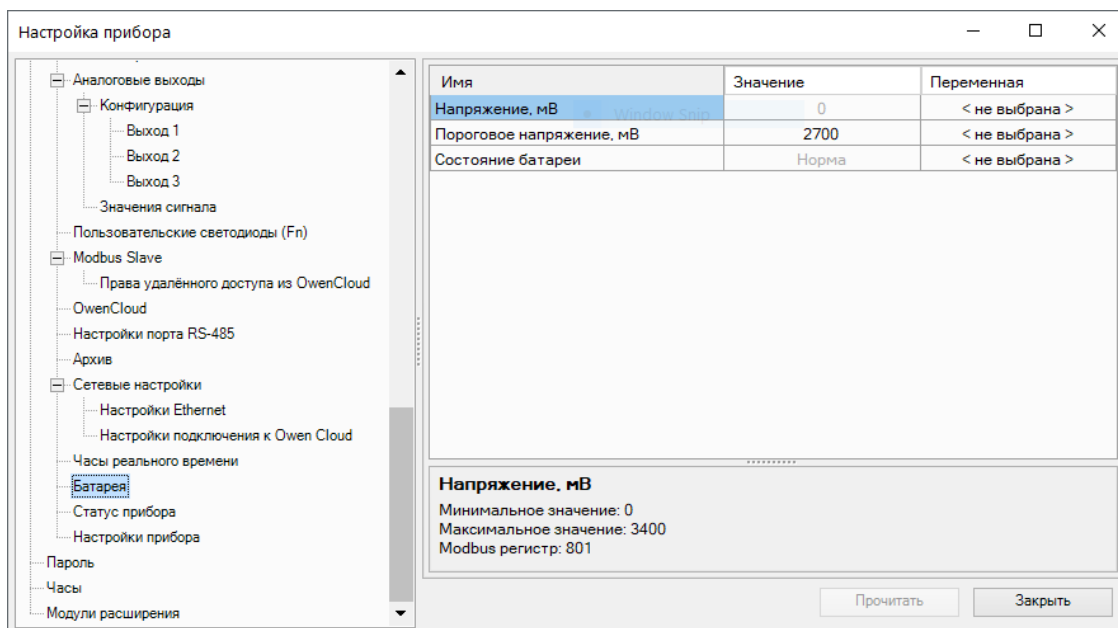 Настройка прибора
Аналоговые выходы
Конфигурация
Выход 1
Выход 2
Выход 3
Значения сигнала
Пользовательские светодиоды (Fn)
Modbus Slave
Права удалённого доступа из OwenCloud
OwenCloud
Настройки порта RS-485
Архив
Сетевые настройки
Настройки Ethernet
Настройки подключения к Owen Cloud
Часы реального времени
Батарея
Статус прибора
Настройки прибора
Пароль
Часы
Модули расширения
Имя Значение Переменная
Напряжение, мВ Window Snip 0 < не выбрана >
Пороговое напряжение, мВ 2700 < не выбрана >
Состояние батареи Норма < не выбрана >
Напряжение, мВ
Минимальное значение: 0
Максимальное значение: 3400
Modbus регистр: 801
Прочитать Закрыть